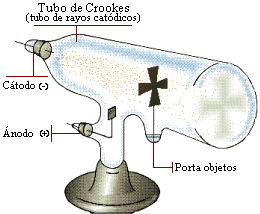 Tubo de Crookes
(tubo de rayos catódicos)
Cátodo (-)
Ánodo (+)
Porta objetos